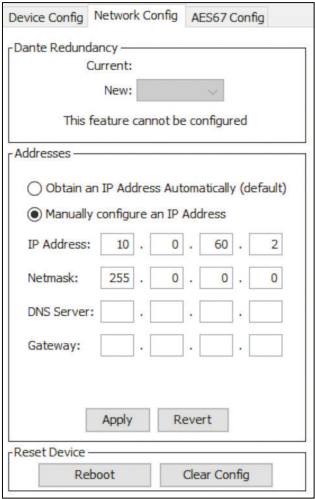 Device Config Network Config AES67 Config
Dante Redundancy
Current:
New:
This feature cannot be configured
Addresses
Obtain an IP Address Automatically (default)
Manually configure an IP Address
IP Address: 10 . 0 . 60 . 2
Netmask: 255 . 0 . 0 . 0
DNS Server: . . .
Gateway: . . .
Apply Revert
Reset Device
Reboot Clear Config